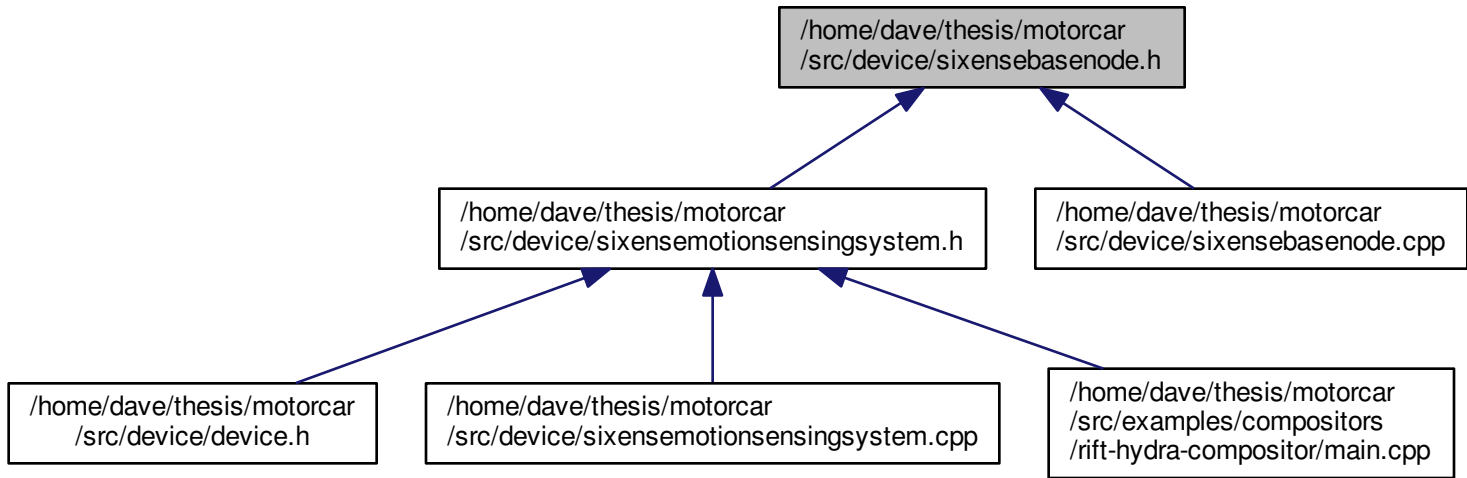 /home/dave/thesis/motorcar
/src/device/sixensebasenode.h
/home/dave/thesis/motorcar
/src/device/sixensemotionsensingsystem.h
/home/dave/thesis/motorcar
/src/device/sixensebasenode.cpp
/home/dave/thesis/motorcar
/src/device/device.h
/home/dave/thesis/motorcar
/src/device/sixensemotionsensingsystem.cpp
/home/dave/thesis/motorcar
/src/examples/compositors
/rift-hydra-compositor/main.cpp